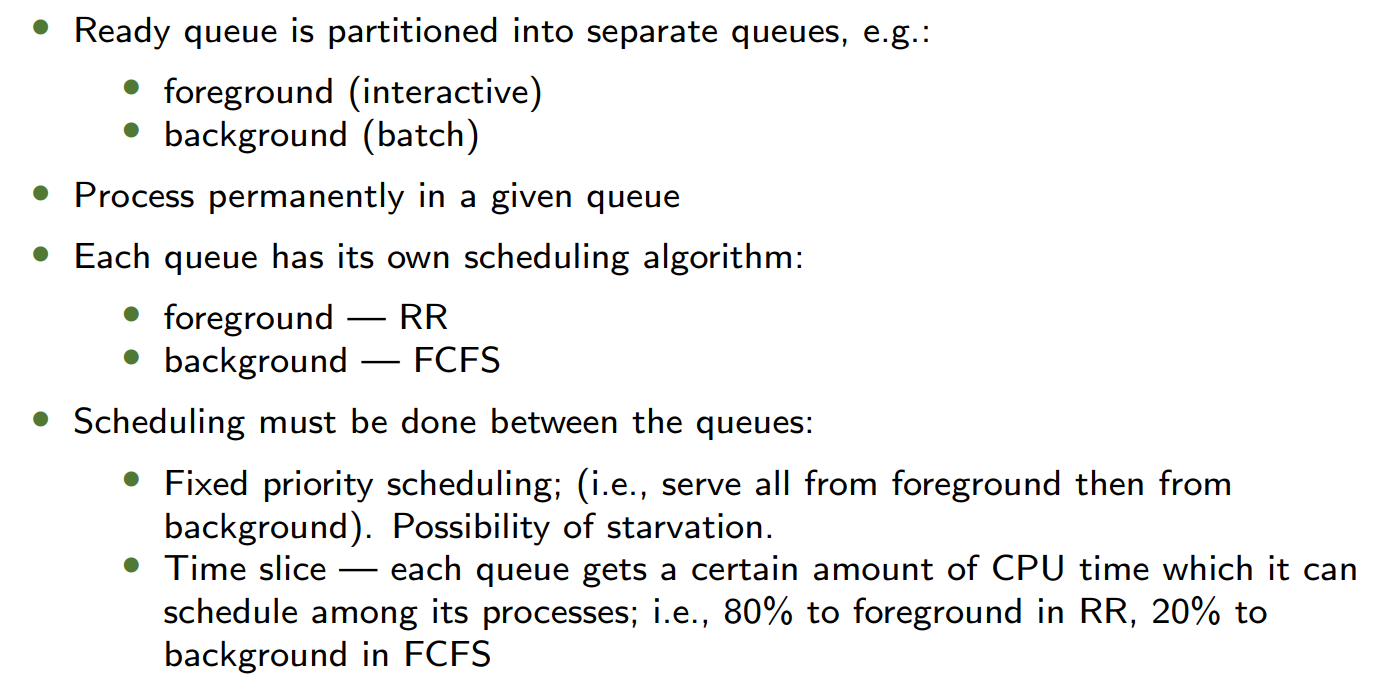 Ready queue is partitioned into separate queues, e.g.:
foreground (interactive)
background (batch)
Process permanently in a given queue
Each queue has its own scheduling algorithm:
foreground — RR
background — FCFS
Scheduling must be done between the queues:
Fixed priority scheduling; (i.e., serve all from foreground then from
background). Possibility of starvation.
Time slice — each queue gets a certain amount of CPU time which it can
schedule among its processes; i.e., 80% to foreground in RR, 20% to
background in FCFS